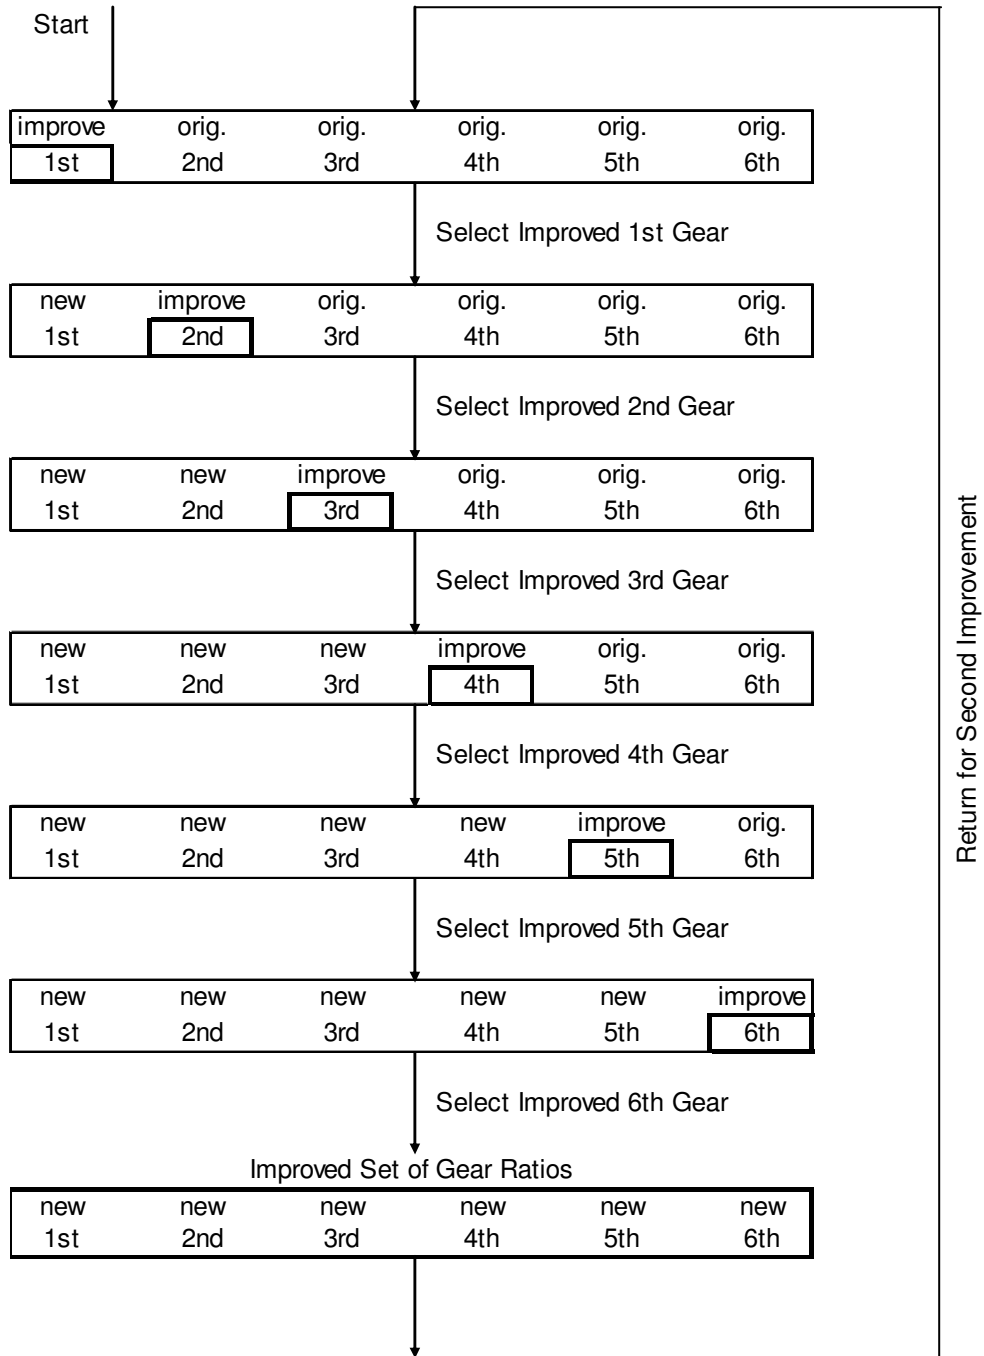 Start
improve orig. orig. orig. orig. orig.
1st 2nd 3rd 4th 5th 6th
Select Improved 1st Gear
new improve orig. orig. orig. orig.
1st 2nd 3rd 4th 5th 6th
Select Improved 2nd Gear
new new improve orig. orig. orig.
1st 2nd 3rd 4th 5th 6th
Select Improved 3rd Gear
new new new improve orig. orig.
1st 2nd 3rd 4th 5th 6th
Select Improved 4th Gear
new new new new improve orig.
1st 2nd 3rd 4th 5th 6th
Select Improved 5th Gear
new new new new new improve
1st 2nd 3rd 4th 5th 6th
Select Improved 6th Gear
Improved Set of Gear Ratios
new new new new new new
1st 2nd 3rd 4th 5th 6th
Return for Second Improvement